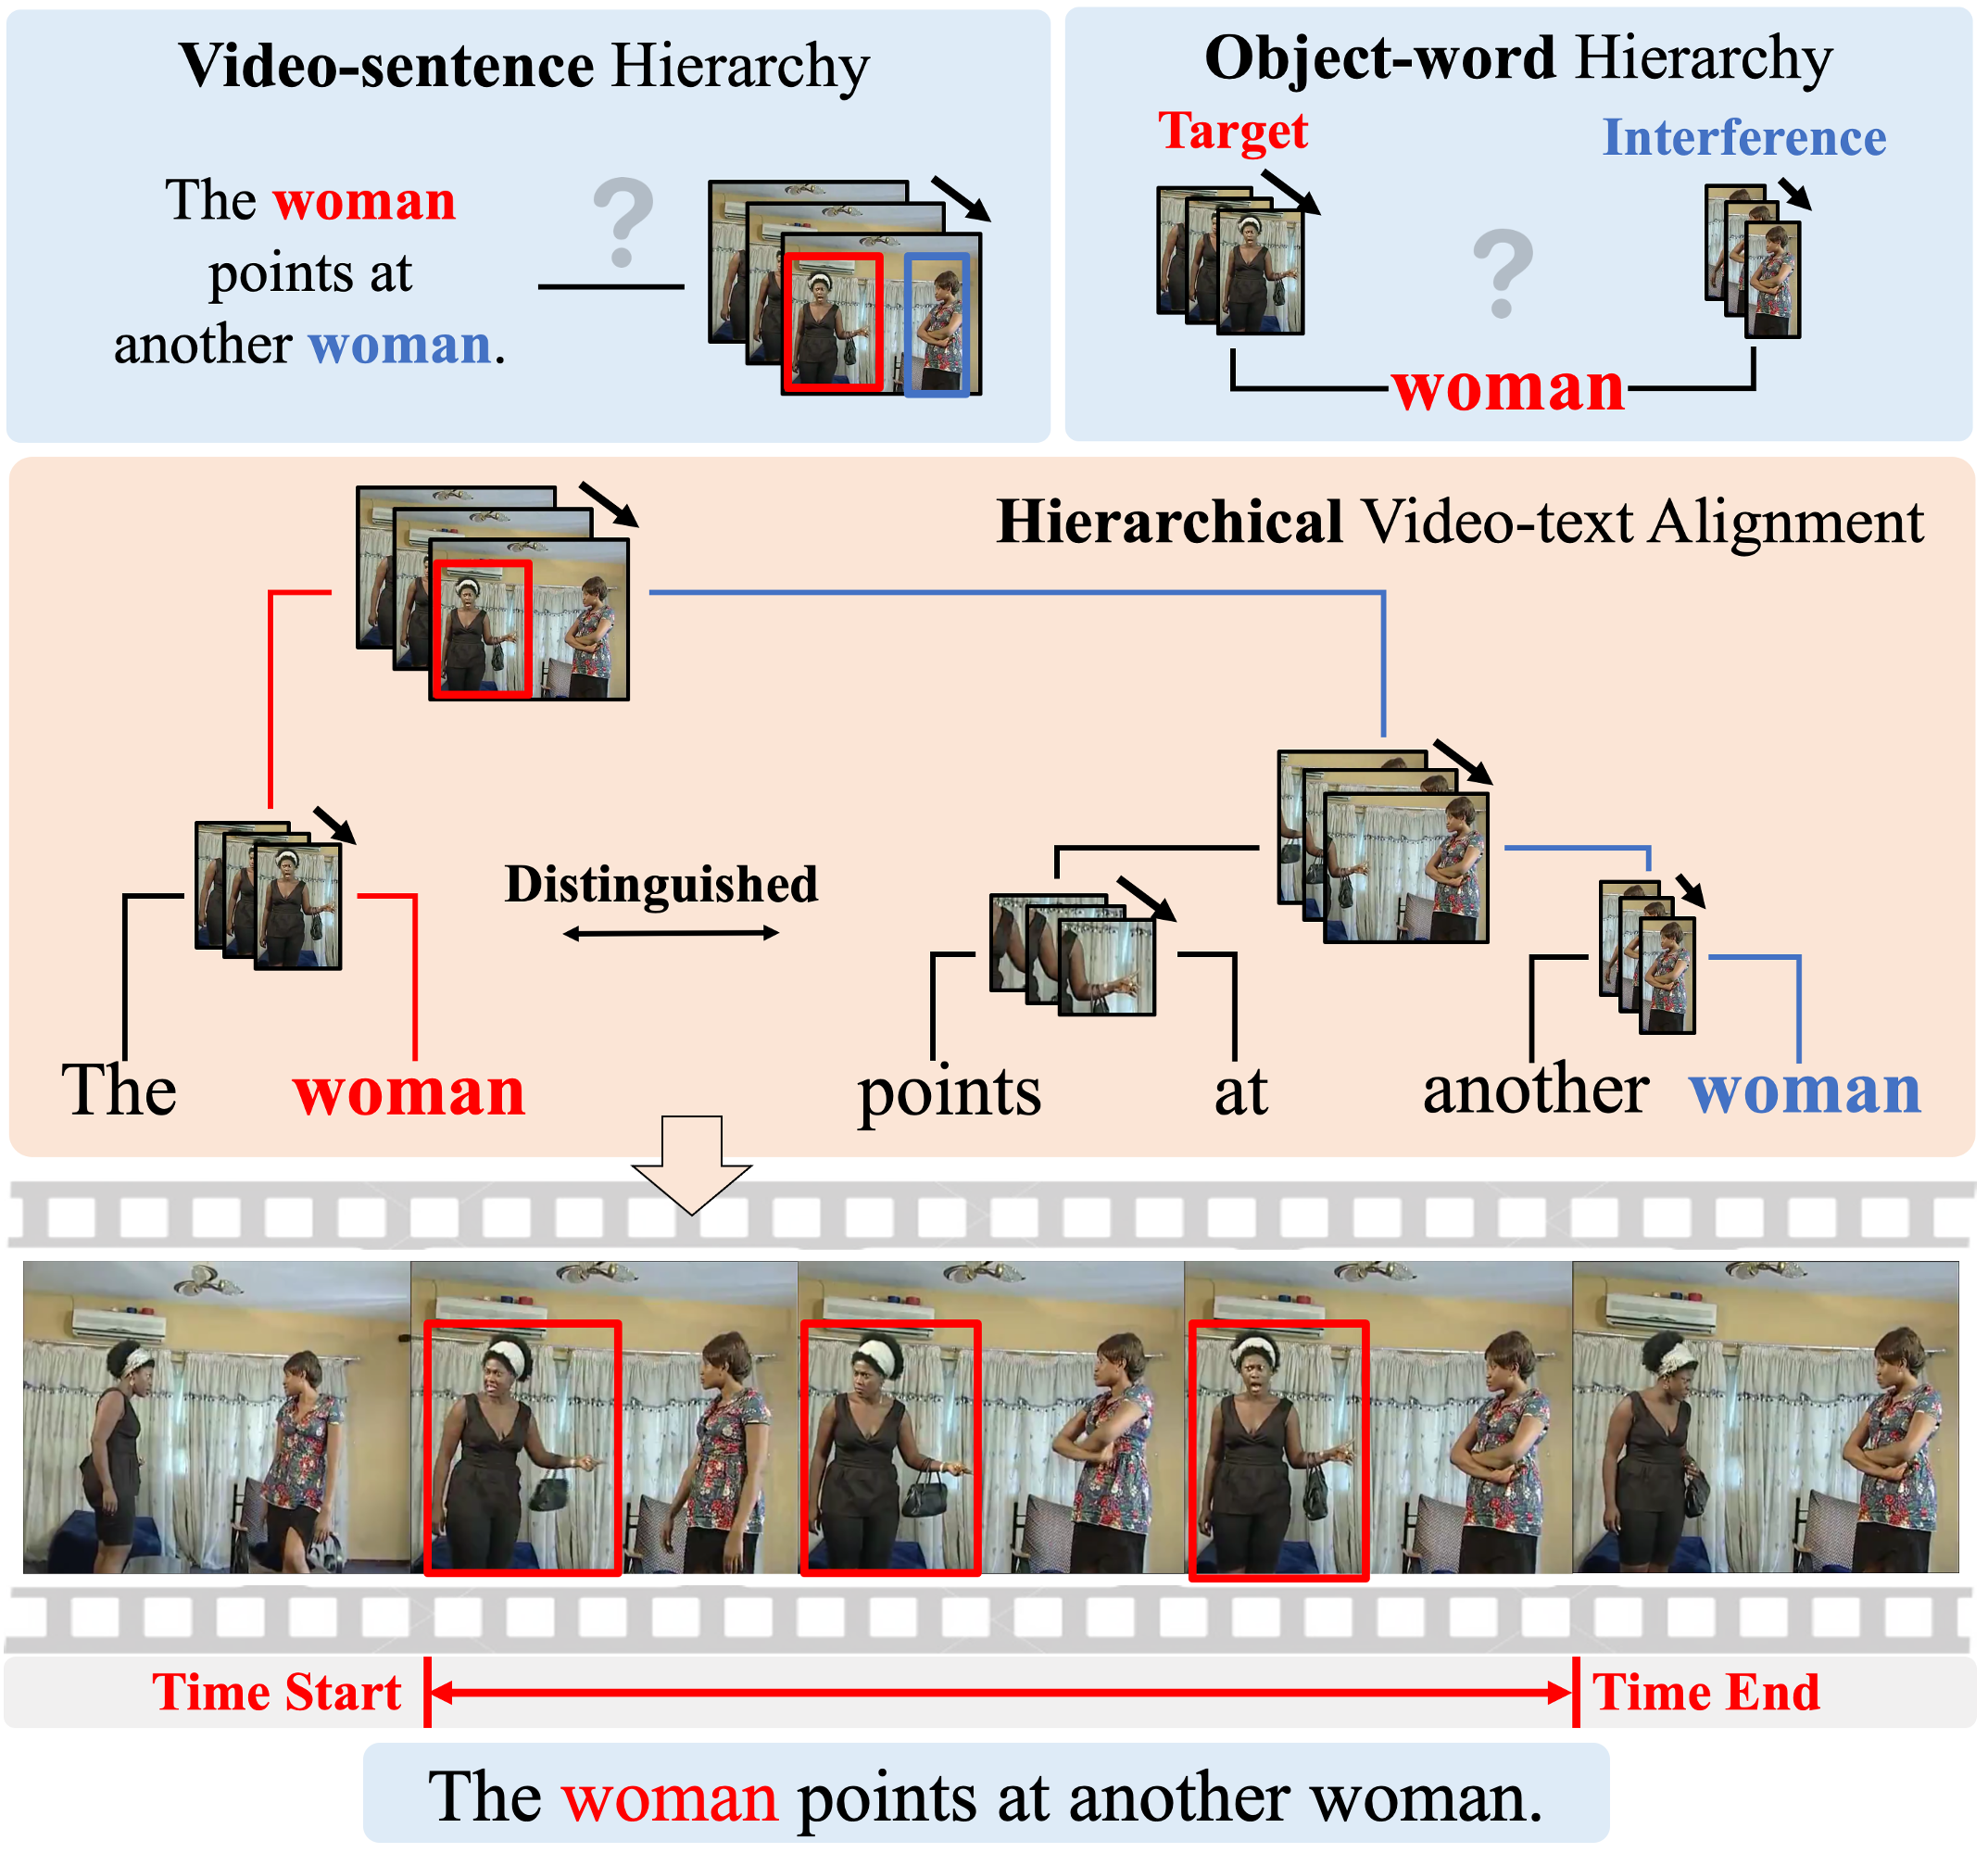 Video-sentence Hierarchy
The woman
points at
another woman.
?
Object-word Hierarchy
Target
Interference
?
woman
Hierarchical Video-text Alignment
Distinguished
The woman points at another woman
Time Start
Time End
The woman points at another woman.